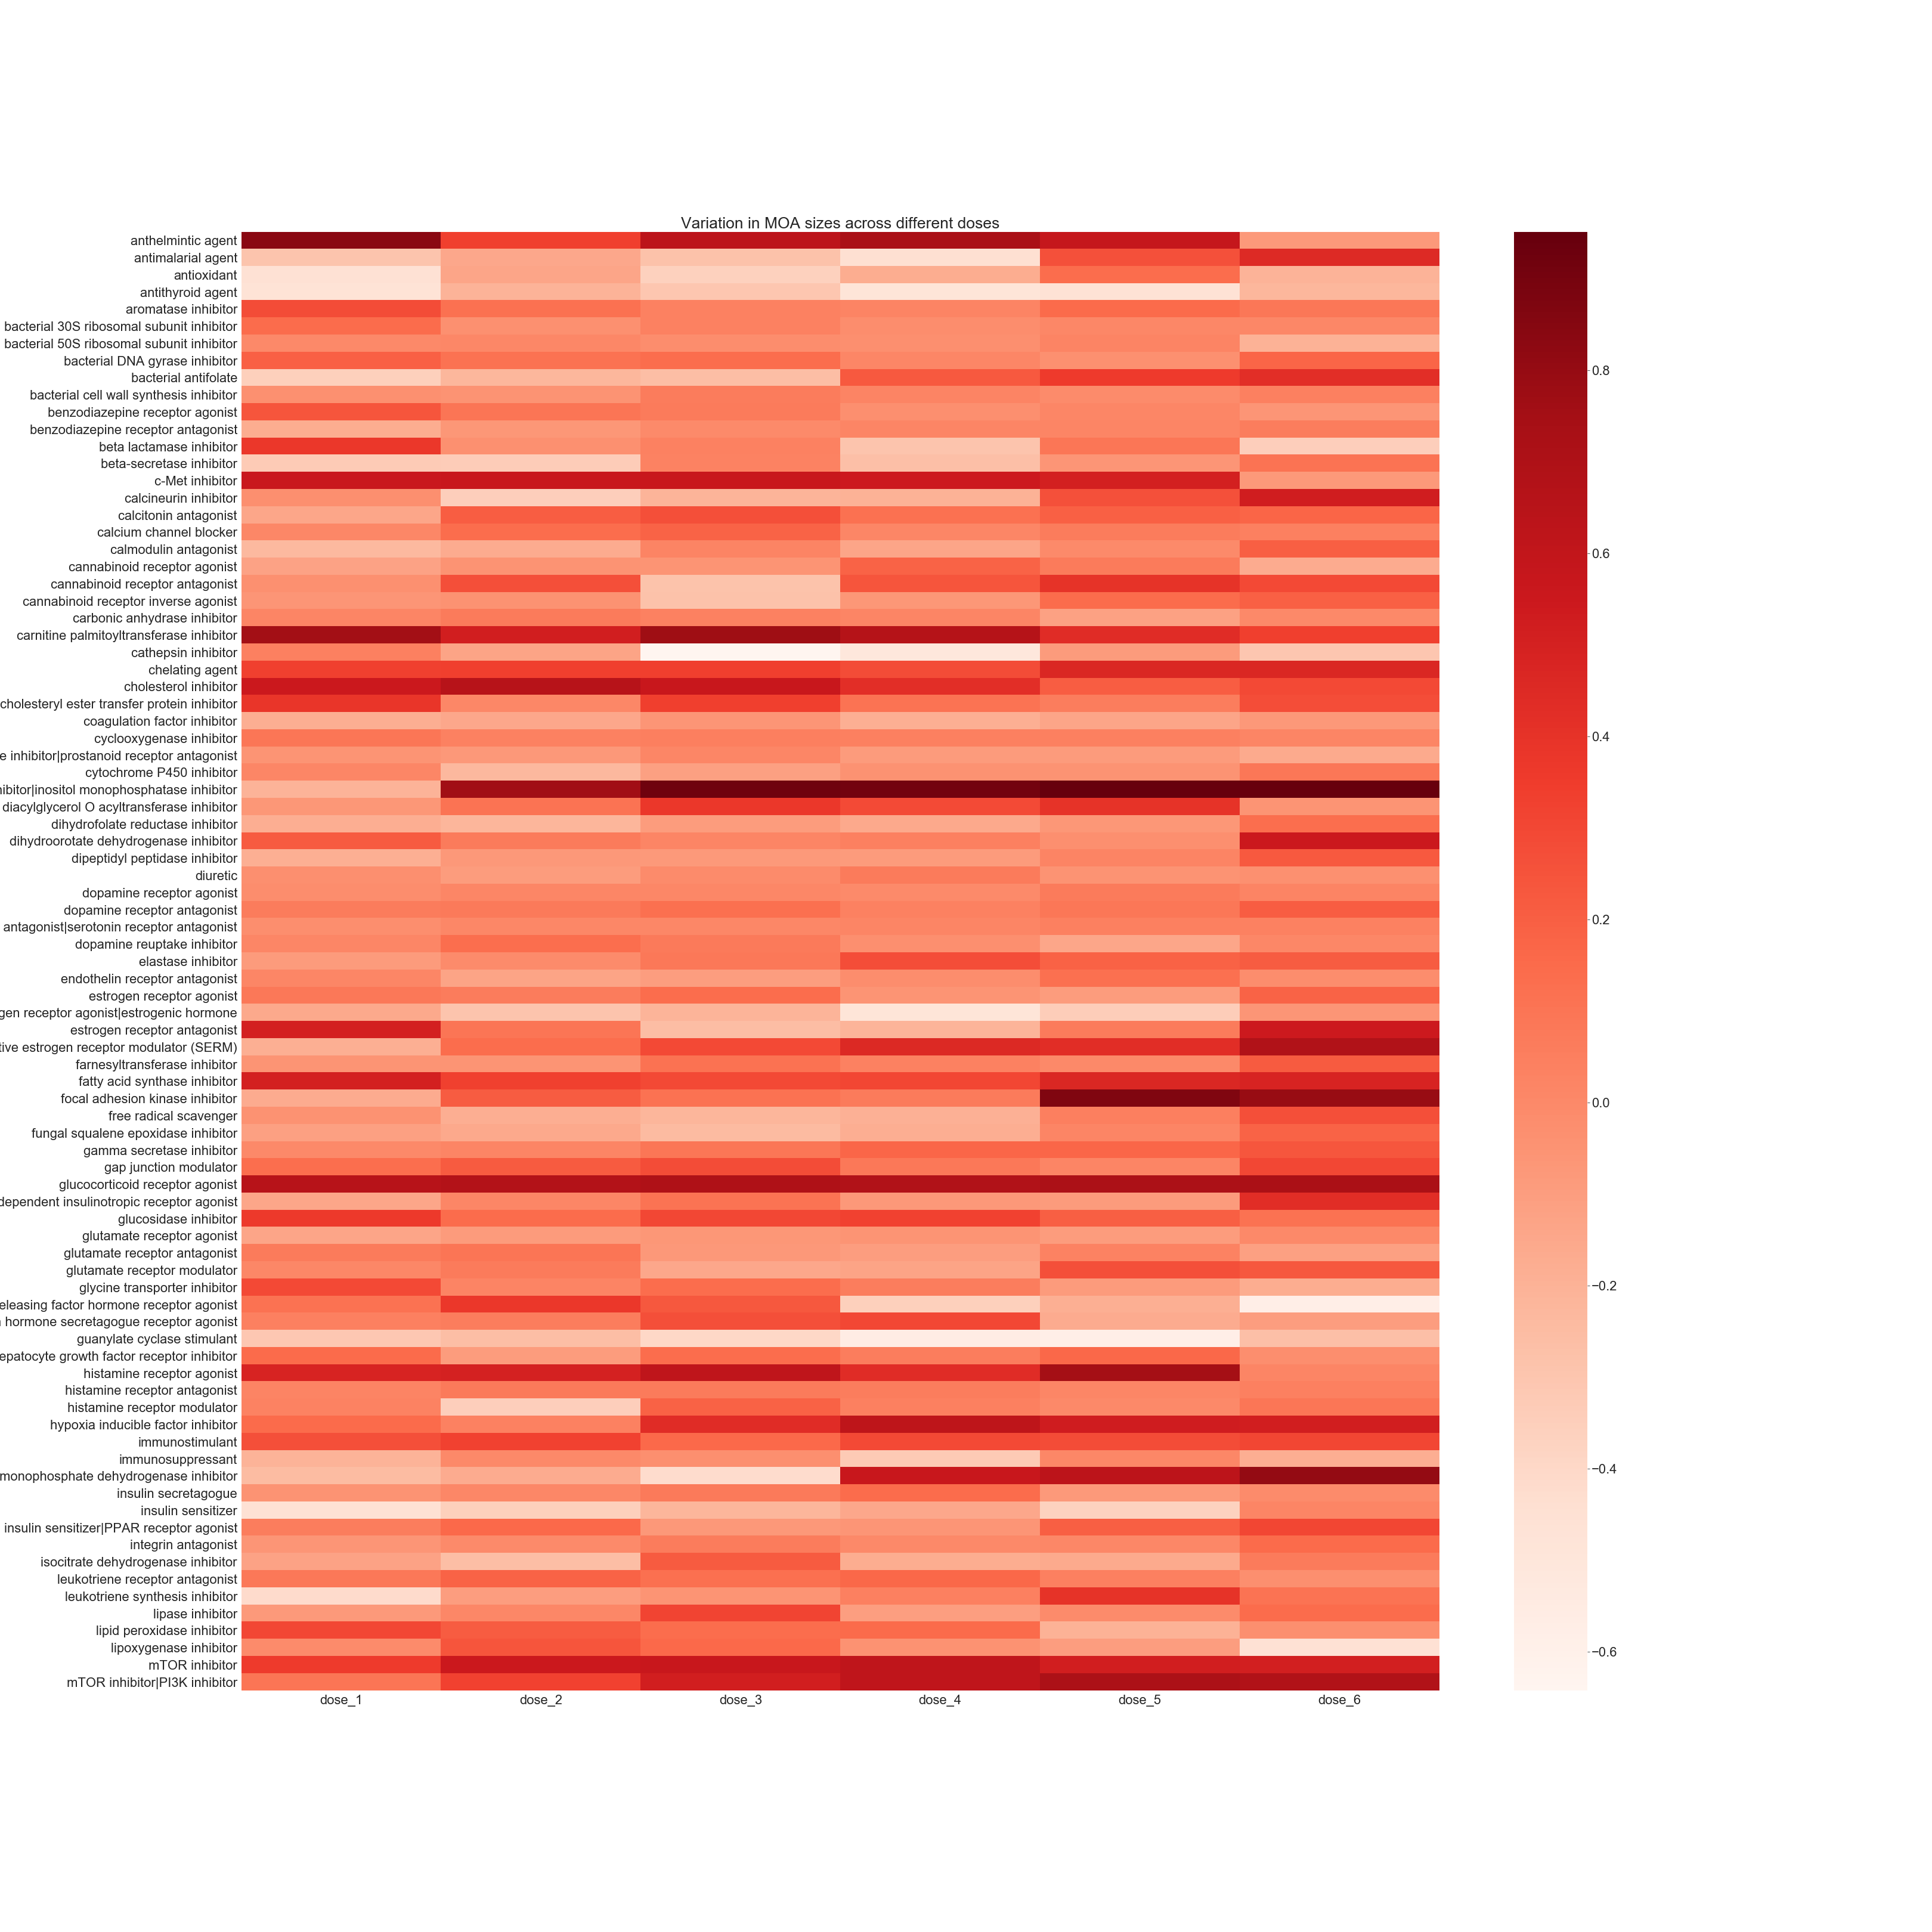 Variation in MOA sizes across different doses
anthelmintic agent
antimalarial agent
antioxidant
antithyroid agent
aromatase inhibitor
bacterial 30S ribosomal subunit inhibitor
bacterial 50S ribosomal subunit inhibitor
bacterial DNA gyrase inhibitor
bacterial antifolate
bacterial cell wall synthesis inhibitor
benzodiazepine receptor agonist
benzodiazepine receptor antagonist
beta lactamase inhibitor
beta-secretase inhibitor
c-Met inhibitor
calcineurin inhibitor
calcitonin antagonist
calcium channel blocker
calmodulin antagonist
cannabinoid receptor agonist
cannabinoid receptor antagonist
cannabinoid receptor inverse agonist
carbonic anhydrase inhibitor
carnitine palmitoyltransferase inhibitor
cathepsin inhibitor
chelating agent
cholesterol inhibitor
cholesteryl ester transfer protein inhibitor
coagulation factor inhibitor
cyclooxygenase inhibitor
e inhibitor|prostanoid receptor antagonist
cytochrome P450 inhibitor
hibitor|inositol monophosphatase inhibitor
diacylglycerol O acyltransferase inhibitor
dihydrofolate reductase inhibitor
dihydroorotate dehydrogenase inhibitor
dipeptidyl peptidase inhibitor
diuretic
dopamine receptor agonist
dopamine receptor antagonist
antagonist|serotonin receptor antagonist
dopamine reuptake inhibitor
elastase inhibitor
endothelin receptor antagonist
estrogen receptor agonist
gen receptor agonist|estrogenic hormone
estrogen receptor antagonist
tive estrogen receptor modulator (SERM)
farnesyltransferase inhibitor
fatty acid synthase inhibitor
focal adhesion kinase inhibitor
free radical scavenger
fungal squalene epoxidase inhibitor
gamma secretase inhibitor
gap junction modulator
glucocorticoid receptor agonist
dependent insulinotropic receptor agonist
glucosidase inhibitor
glutamate receptor agonist
glutamate receptor antagonist
glutamate receptor modulator
glycine transporter inhibitor
eleasing factor hormone receptor agonist
hormone secretagogue receptor agonist
guanylate cyclase stimulant
epatocyte growth factor receptor inhibitor
histamine receptor agonist
histamine receptor antagonist
histamine receptor modulator
hypoxia inducible factor inhibitor
immunostimulant
immunosuppressant
monophosphate dehydrogenase inhibitor
insulin secretagogue
insulin sensitizer
insulin sensitizer|PPAR receptor agonist
integrin antagonist
isocitrate dehydrogenase inhibitor
leukotriene receptor antagonist
leukotriene synthesis inhibitor
lipase inhibitor
lipid peroxidase inhibitor
lipoxygenase inhibitor
mTOR inhibitor
mTOR inhibitor|PI3K inhibitor
dose_1 dose_2 dose_3 dose_4 dose_5 dose_6
0.8
0.6
0.4
0.2
0.0
−0.2
−0.4
−0.6